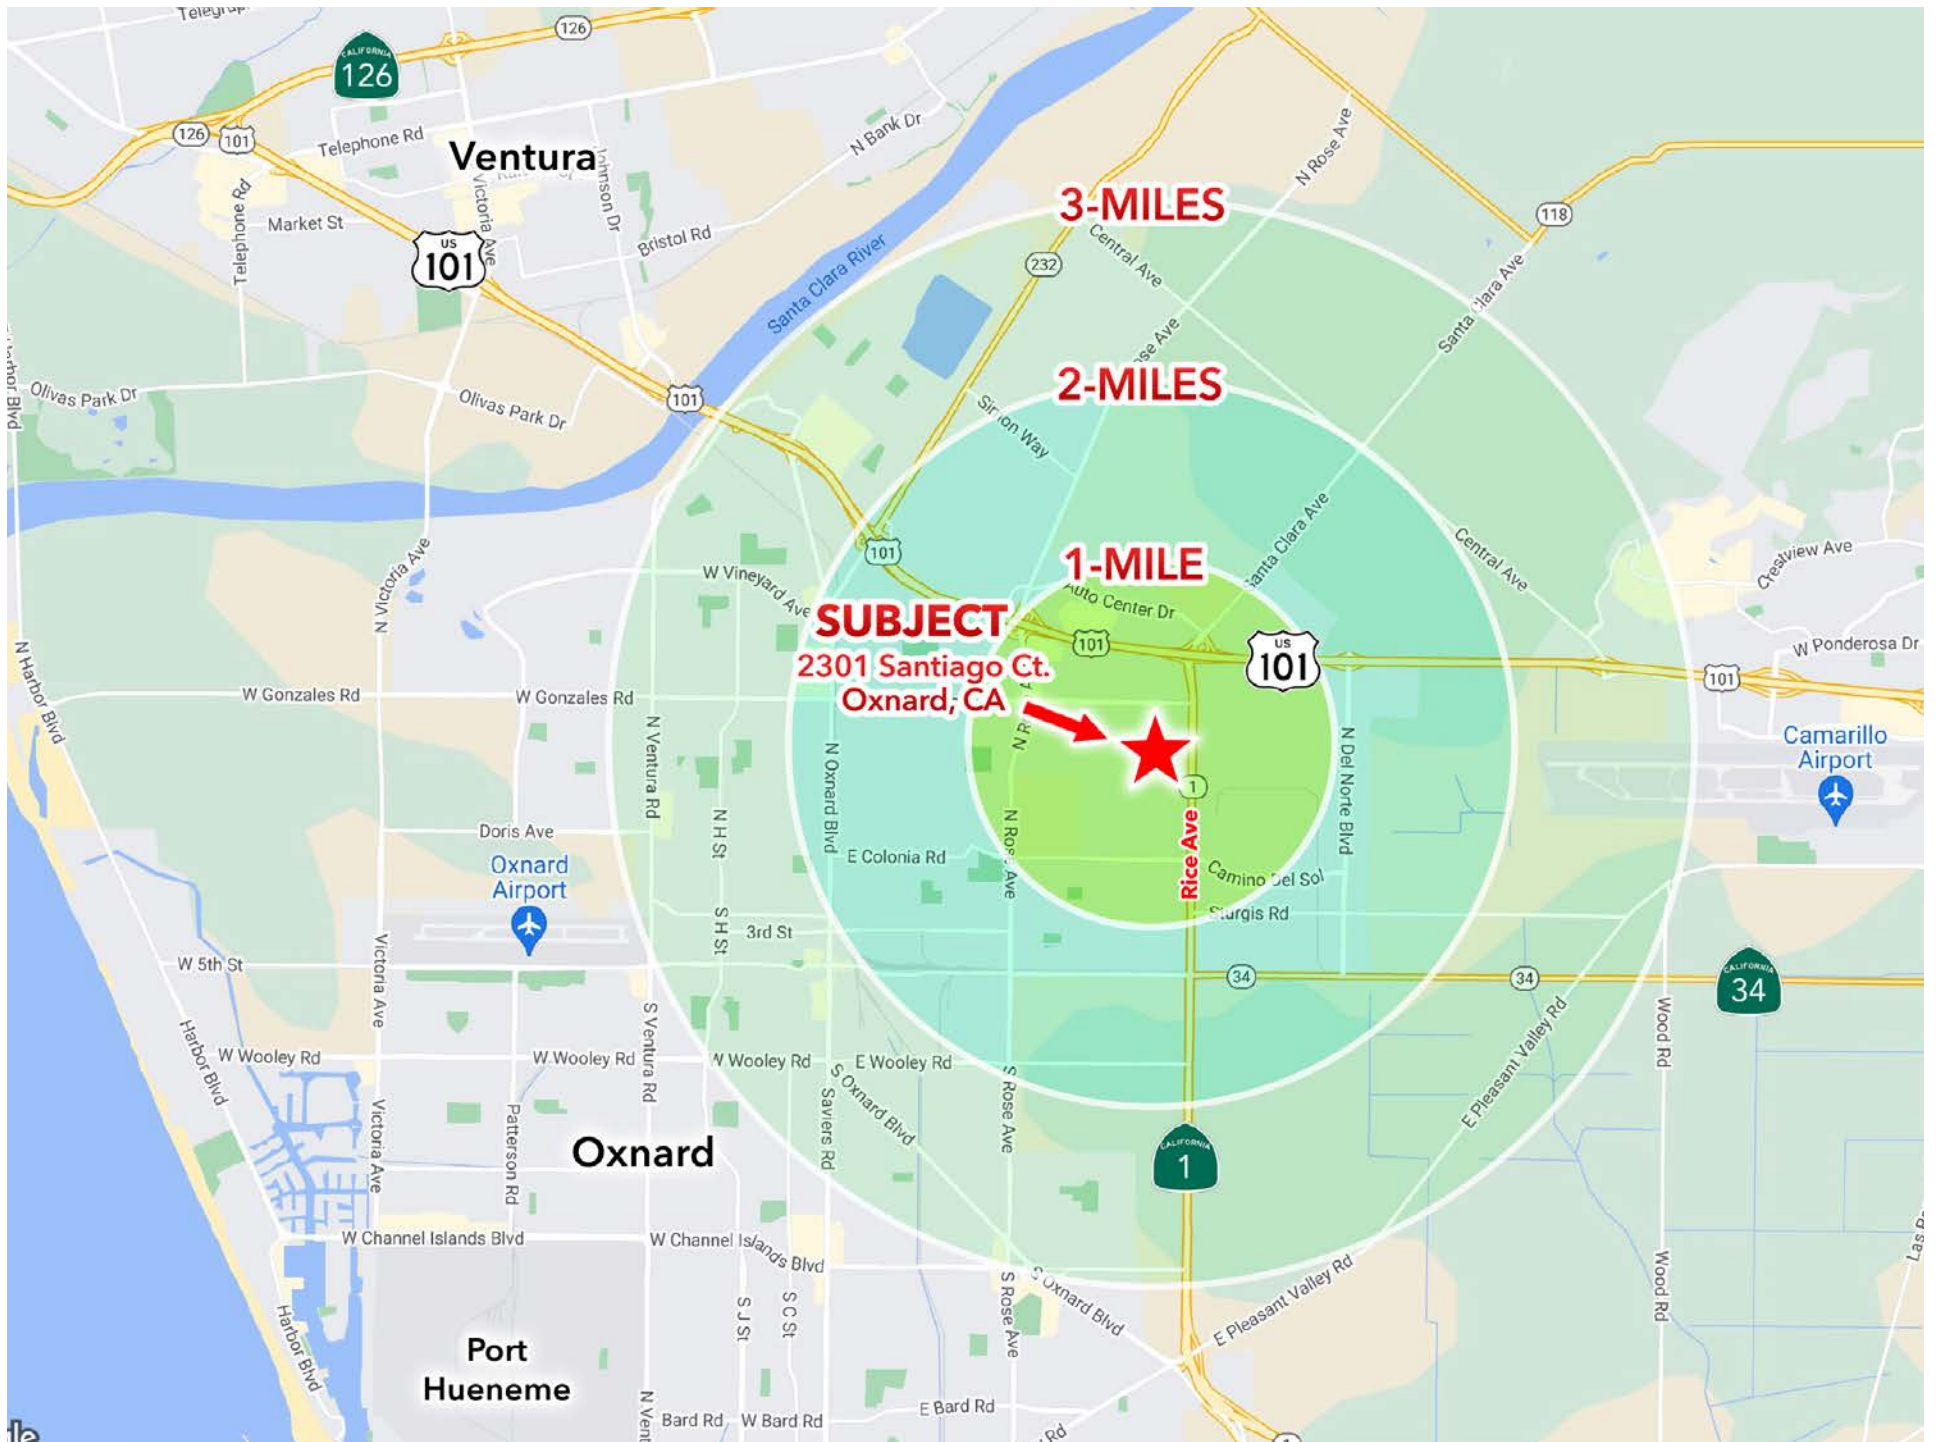 126
CALIFORNIA
126
126
101
Telephone Rd
Ventura
Victoria Ave
Johnson Dr
N Bank Dr
N Rose Ave
Telephone Rd
Market St
US
101
Bristol Rd
Santa Clara River
3-MILES
Central Ave
118
232
Santa Clara Ave
Olivas Park Dr
Olivas Park Dr
101
2-MILES
Simon Way
N Victoria Ave
101
W Vineyard Ave
1-MILE
Auto Center Dr
Santa Clara Ave
Central Ave
Crestview Ave
SUBJECT
2301 Santiago Ct.
Oxnard, CA
101
US
101
W Ponderosa Dr
101
N Harbor Blvd
W Gonzales Rd
W Gonzales Rd
N Ventura Rd
N Oxnard Blvd
N Del Norte Blvd
Camarillo
Airport
1
N H St
Doris Ave
E Colonia Rd
N Rose Ave
Rice Ave
Camino Del Sol
Oxnard
Airport
Sturgis Rd
S H St
3rd St
W 5th St
Victoria Ave
34
34
CALIFORNIA
34
Harbor Blvd
S Ventura Rd
Wood Rd
E Pleasant Valley Rd
W Wooley Rd
W Wooley Rd
W Wooley Rd
E Wooley Rd
S Oxnard Blvd
Saviers Rd
S Rose Ave
Victoria Ave
Patterson Rd
Oxnard
CALIFORNIA
1
W Channel Islands Blvd
W Channel Islands Blvd
S Oxnard Blvd
E Pleasant Valley Rd
Wood Rd
Harbor Blvd
S J St
S C St
S Rose Ave
Port
Hueneme
Bard Rd
W Bard Rd
E Bard Rd